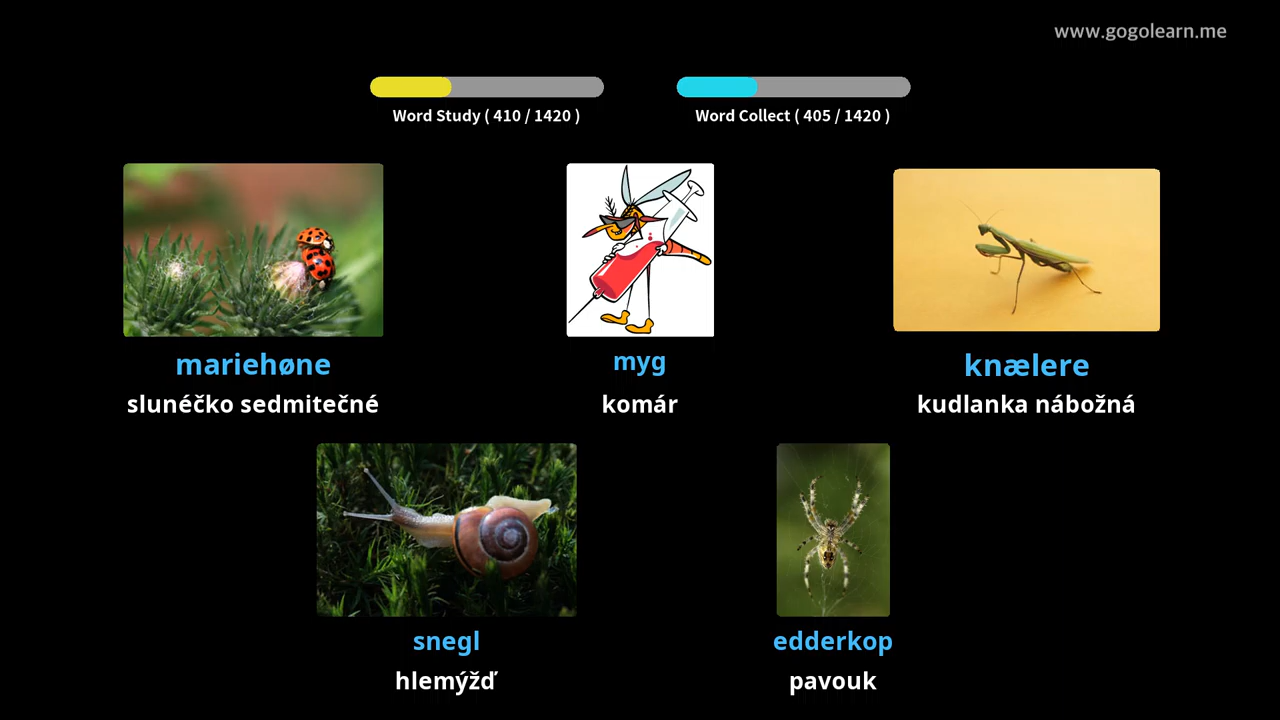 www.gogolearn.me
Word Study ( 410 / 1420 )
Word Collect ( 405 / 1420 )
mariehøne
myg
knælere
slunéčko sedmitečné
komár
kudlanka nábožná
snegl
edderkop
hlemýžď
pavouk